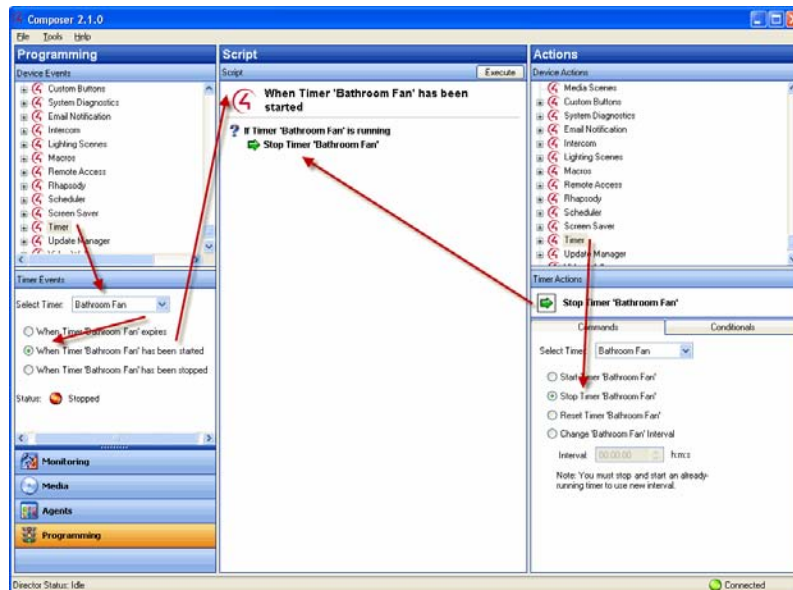 Composer 2.1.0
File Tools Help
Programming
Device Events
Custom Buttons
System Diagnostics
Email Notification
Intercom
Lighting Scenes
Macros
Remote Access
Rhapsody
Scheduler
Screen Saver
Timer
Update Manager
Timer Events
Select Timer: Bathroom Fan
When Timer 'Bathroom Fan' expires
When Timer 'Bathroom Fan' has been started
When Timer 'Bathroom Fan' has been stopped
Status: Stopped
Monitoring
Media
Agents
Programming
Script
Script Execute
When Timer 'Bathroom Fan' has been
started
If Timer 'Bathroom Fan' is running
Stop Timer 'Bathroom Fan'
Actions
Device Actions
Media Scenes
Custom Buttons
System Diagnostics
Email Notification
Intercom
Lighting Scenes
Macros
Remote Access
Rhapsody
Scheduler
Screen Saver
Timer
Update Manager
Timer Actions
Stop Timer 'Bathroom Fan'
Commands Conditionals
Select Timer: Bathroom Fan
Start Timer 'Bathroom Fan'
Stop Timer 'Bathroom Fan'
Reset Timer 'Bathroom Fan'
Change 'Bathroom Fan' Interval
Interval: 00:00:00 h:m:s
Note: You must stop and start an already-
running timer to use new interval.
Director Status: Idle
Connected